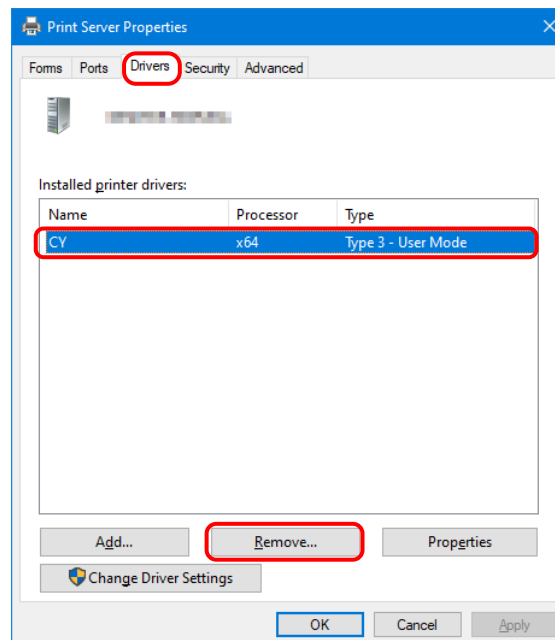 Print Server Properties
Forms Ports Drivers Security Advanced
Installed printer drivers:
Name Processor Type
CY x64 Type 3 - User Mode
Add... Remove... Properties
Change Driver Settings
OK Cancel Apply